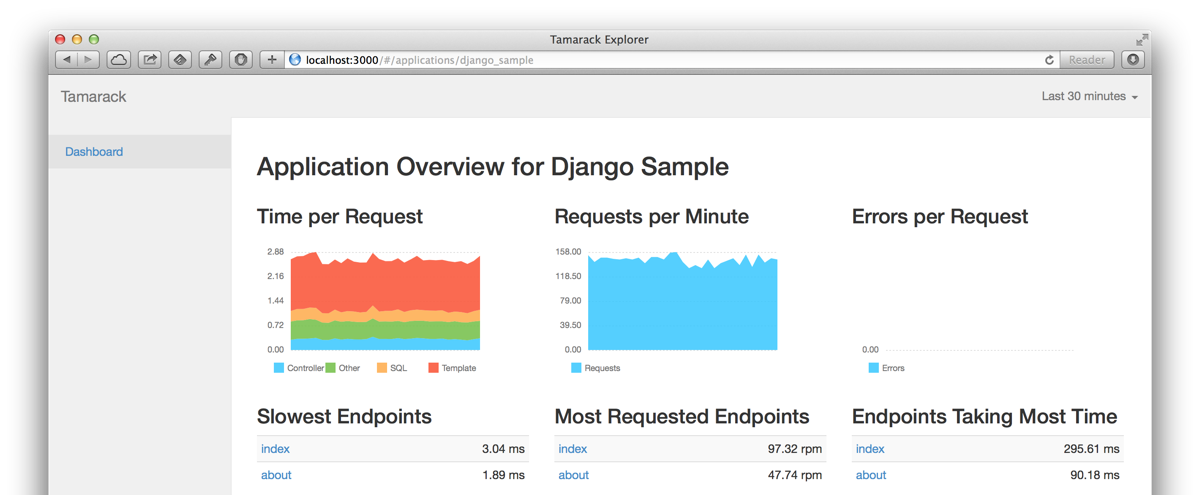 Tamarack Explorer
localhost:3000/#/applications/django_sample
Reader
Tamarack
Last 30 minutes
Dashboard
Application Overview for Django Sample
Time per Request
2.88
2.16
1.44
0.72
0.00
Controller Other SQL Template
Requests per Minute
158.00
118.50
79.00
39.50
0.00
Requests
Errors per Request
0.00
Errors
Slowest Endpoints
index 3.04 ms
about 1.89 ms
Most Requested Endpoints
index 97.32 rpm
about 47.74 rpm
Endpoints Taking Most Time
index 295.61 ms
about 90.18 ms